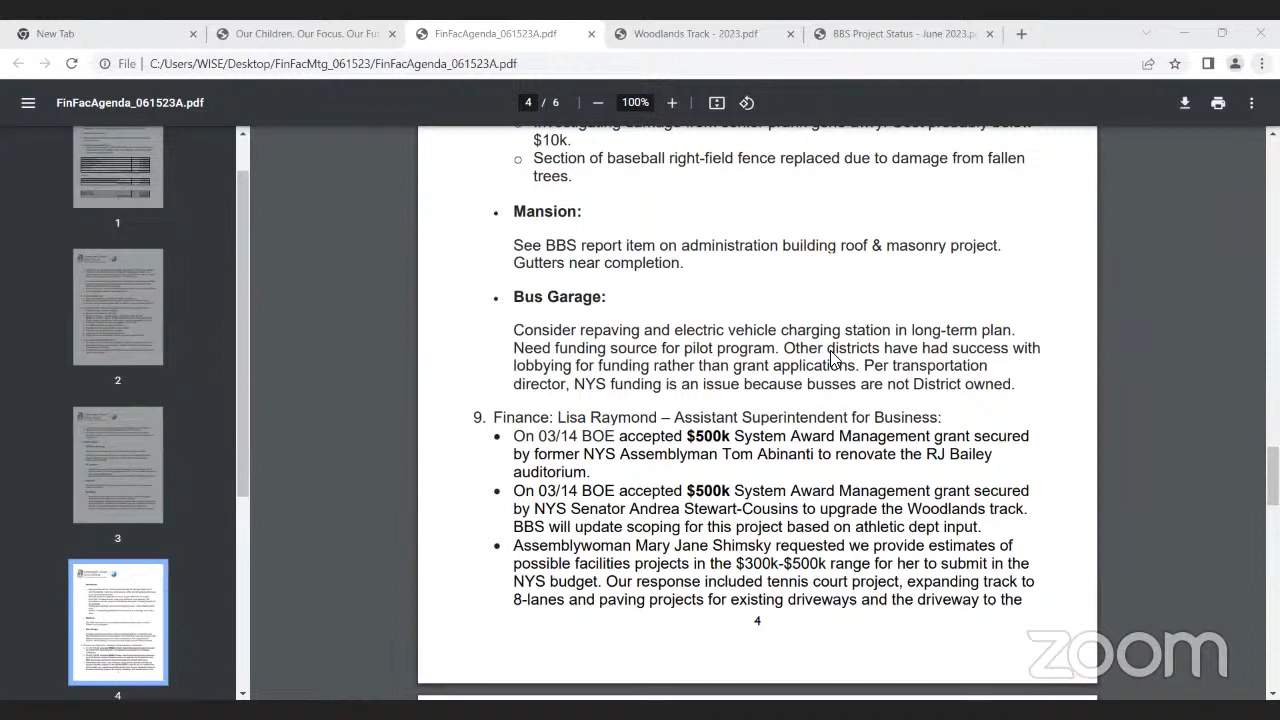 New Tab
Our Children. Our Focus. Our Fu
FinFacAgenda_061523A.pdf
Woodlands Track - 2023.pdf
BBS Project Status - June 2023.p
File | C:/Users/WISE/Desktop/FinFacMtg_061523/FinFacAgenda_061523A.pdf
FinFacAgenda_061523A.pdf
4 / 6
100%
$10k.
○ Section of baseball right-field fence replaced due to damage from fallen
trees.
• Mansion:
See BBS report item on administration building roof & masonry project.
Gutters near completion.
• Bus Garage:
Consider repaving and electric vehicle charging station in long-term plan.
Need funding source for pilot program. Other districts have had success with
lobbying for funding rather than grant applications. Per transportation
director, NYS funding is an issue because busses are not District owned.
9. Finance: Lisa Raymond – Assistant Superintendent for Business:
• On 03/14 BOE accepted $500k System Award Management grant secured
by former NYS Assemblyman Tom Abinanti to renovate the RJ Bailey
auditorium.
• On 03/14 BOE accepted $500k System Award Management grant secured
by NYS Senator Andrea Stewart-Cousins to upgrade the Woodlands track.
BBS will update scoping for this project based on athletic dept input.
• Assemblywoman Mary Jane Shimsky requested we provide estimates of
possible facilities projects in the $300k-$500k range for her to submit in the
NYS budget. Our response included tennis court project, expanding track to
8-lanes and paving projects for existing driveways and the driveway to the
4
1
2
3
4
zoom